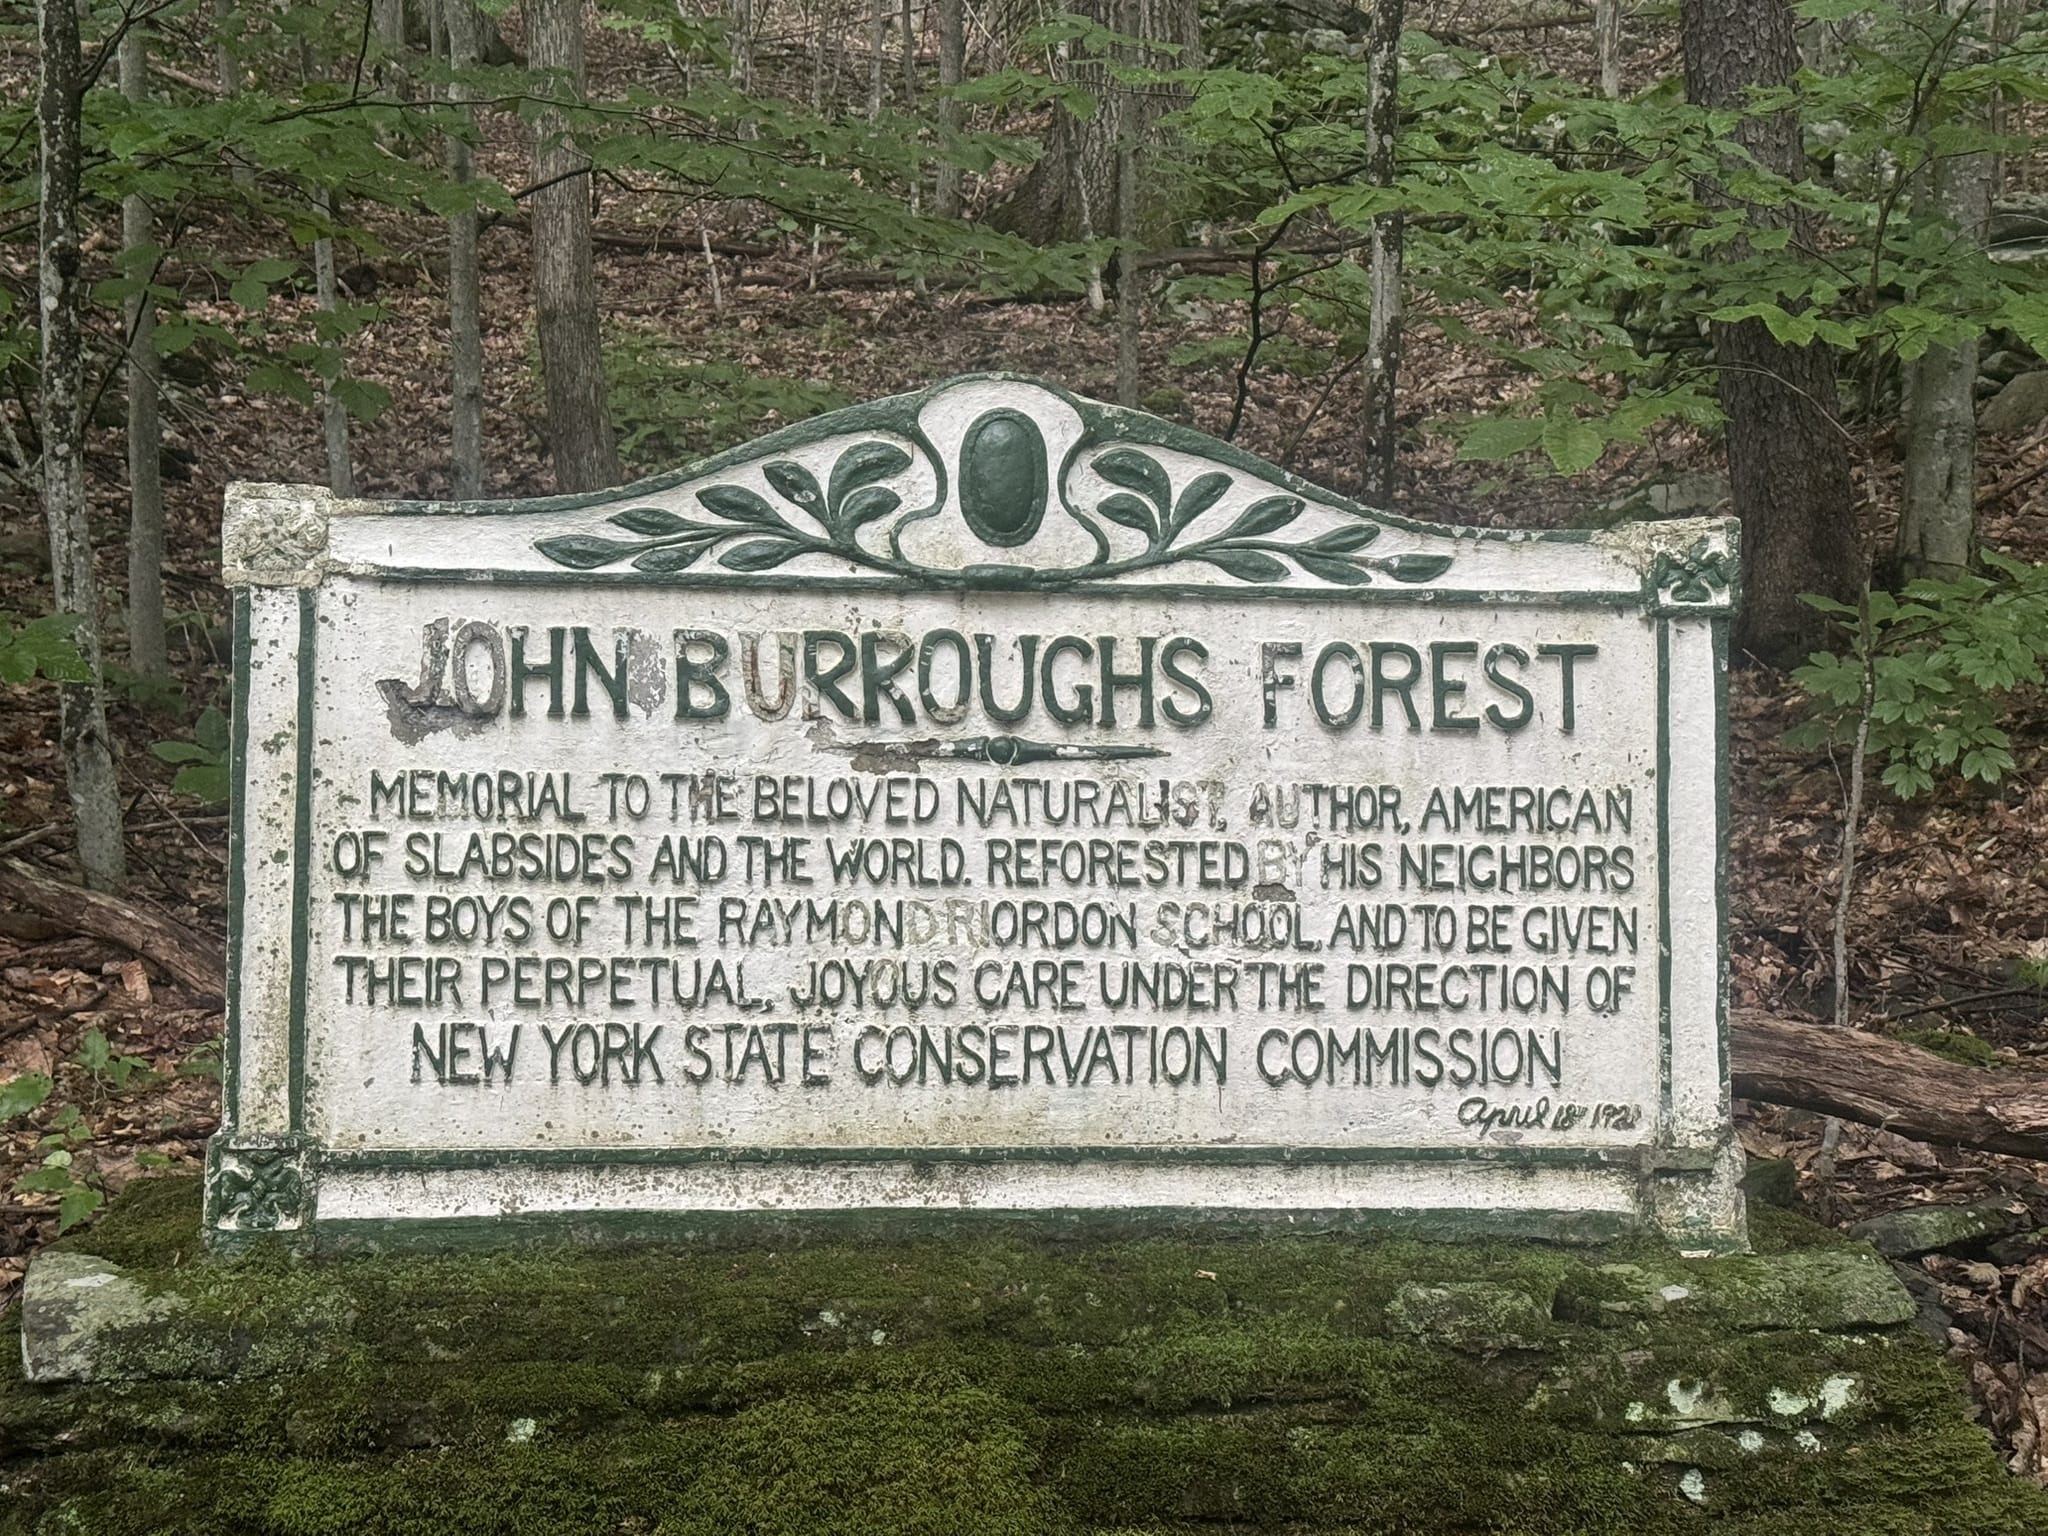 JOHN BURROUGHS FOREST
MEMORIAL TO THE BELOVED NATURALIST, AUTHOR, AMERICAN
OF SLABSIDES AND THE WORLD. REFORESTED BY HIS NEIGHBORS
THE BOYS OF THE RAYMOND RIORDON SCHOOL, AND TO BE GIVEN
THEIR PERPETUAL, JOYOUS CARE UNDER THE DIRECTION OF
NEW YORK STATE CONSERVATION COMMISSION
April 18th